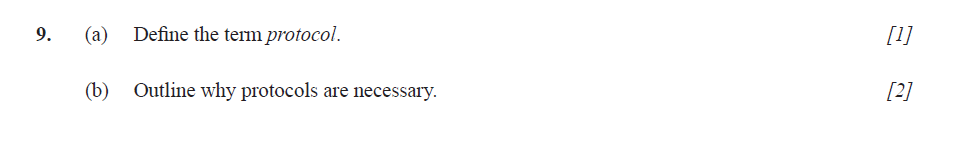 9. (a) Define the term protocol. [1]
(b) Outline why protocols are necessary. [2]